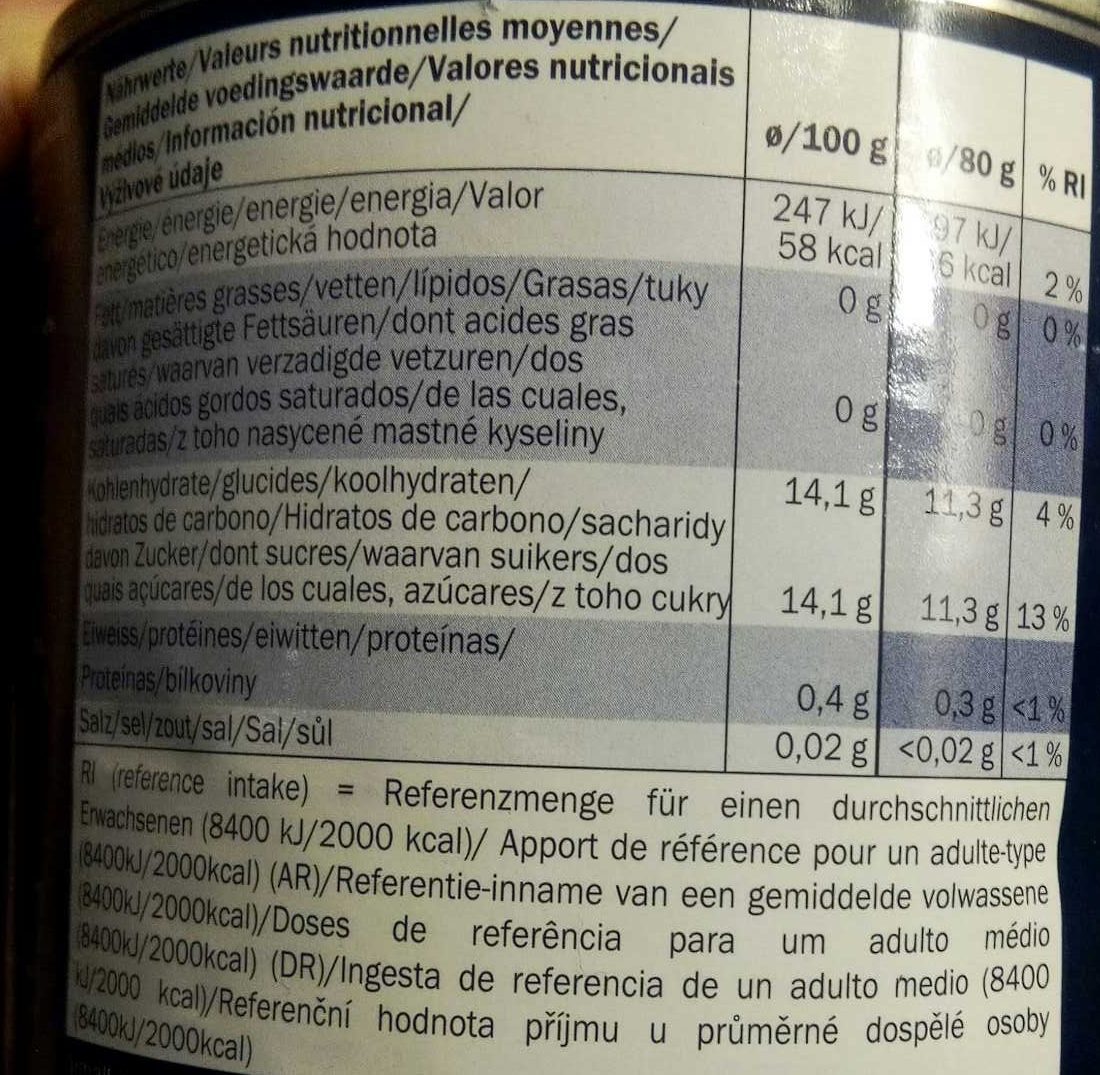 Nährwerte/Valeurs nutritionnelles moyennes/
Gemiddelde voedingswaarde/Valores nutricionais
médios/Información nutricional/
Výživové údaje
ø/100 g ø/80 g % RI
Energie/énergie/energie/energia/Valor
energético/energetická hodnota
247 kJ/ 97 kJ/
58 kcal 6 kcal 2 %
Fett/matières grasses/vetten/lípidos/Grasas/tuky 0 g 0 g 0 %
davon gesättigte Fettsäuren/dont acides gras
saturés/waarvan verzadigde vetzuren/dos
quais ácidos gordos saturados/de las cuales,
saturadas/z toho nasycené mastné kyseliny 0 g 0 g 0 %
Kohlenhydrate/glucides/koolhydraten/
hidratos de carbono/Hidratos de carbono/sacharidy 14,1 g 11,3 g 4 %
davon Zucker/dont sucres/waarvan suikers/dos
quais açúcares/de los cuales, azúcares/z toho cukry 14,1 g 11,3 g 13 %
Eiweiss/protéines/eiwitten/proteínas/
Proteínas/bílkoviny 0,4 g 0,3 g <1 %
Salz/sel/zout/sal/Sal/sůl 0,02 g <0,02 g <1 %
RI (reference intake) = Referenzmenge für einen durchschnittlichen
Erwachsenen (8400 kJ/2000 kcal)/ Apport de référence pour un adulte-type
(8400kJ/2000kcal) (AR)/Referentie-inname van een gemiddelde volwassene
(8400kJ/2000kcal)/Doses de referência para um adulto médio
(8400kJ/2000kcal) (DR)/Ingesta de referencia de un adulto medio (8400
kJ/2000 kcal)/Referenční hodnota příjmu u průměrné dospělé osoby
(8400kJ/2000kcal)